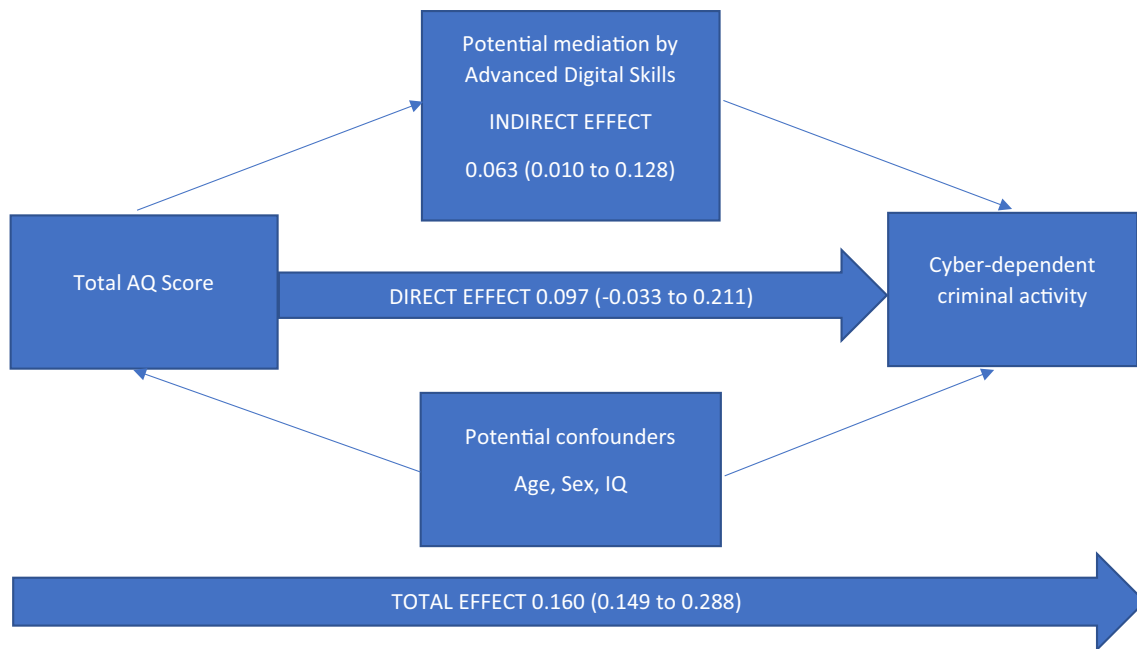 Potential mediation by
Advanced Digital Skills
INDIRECT EFFECT
0.063 (0.010 to 0.128)
Total AQ Score
DIRECT EFFECT 0.097 (-0.033 to 0.211)
Cyber-dependent
criminal activity
Potential confounders
Age, Sex, IQ
TOTAL EFFECT 0.160 (0.149 to 0.288)